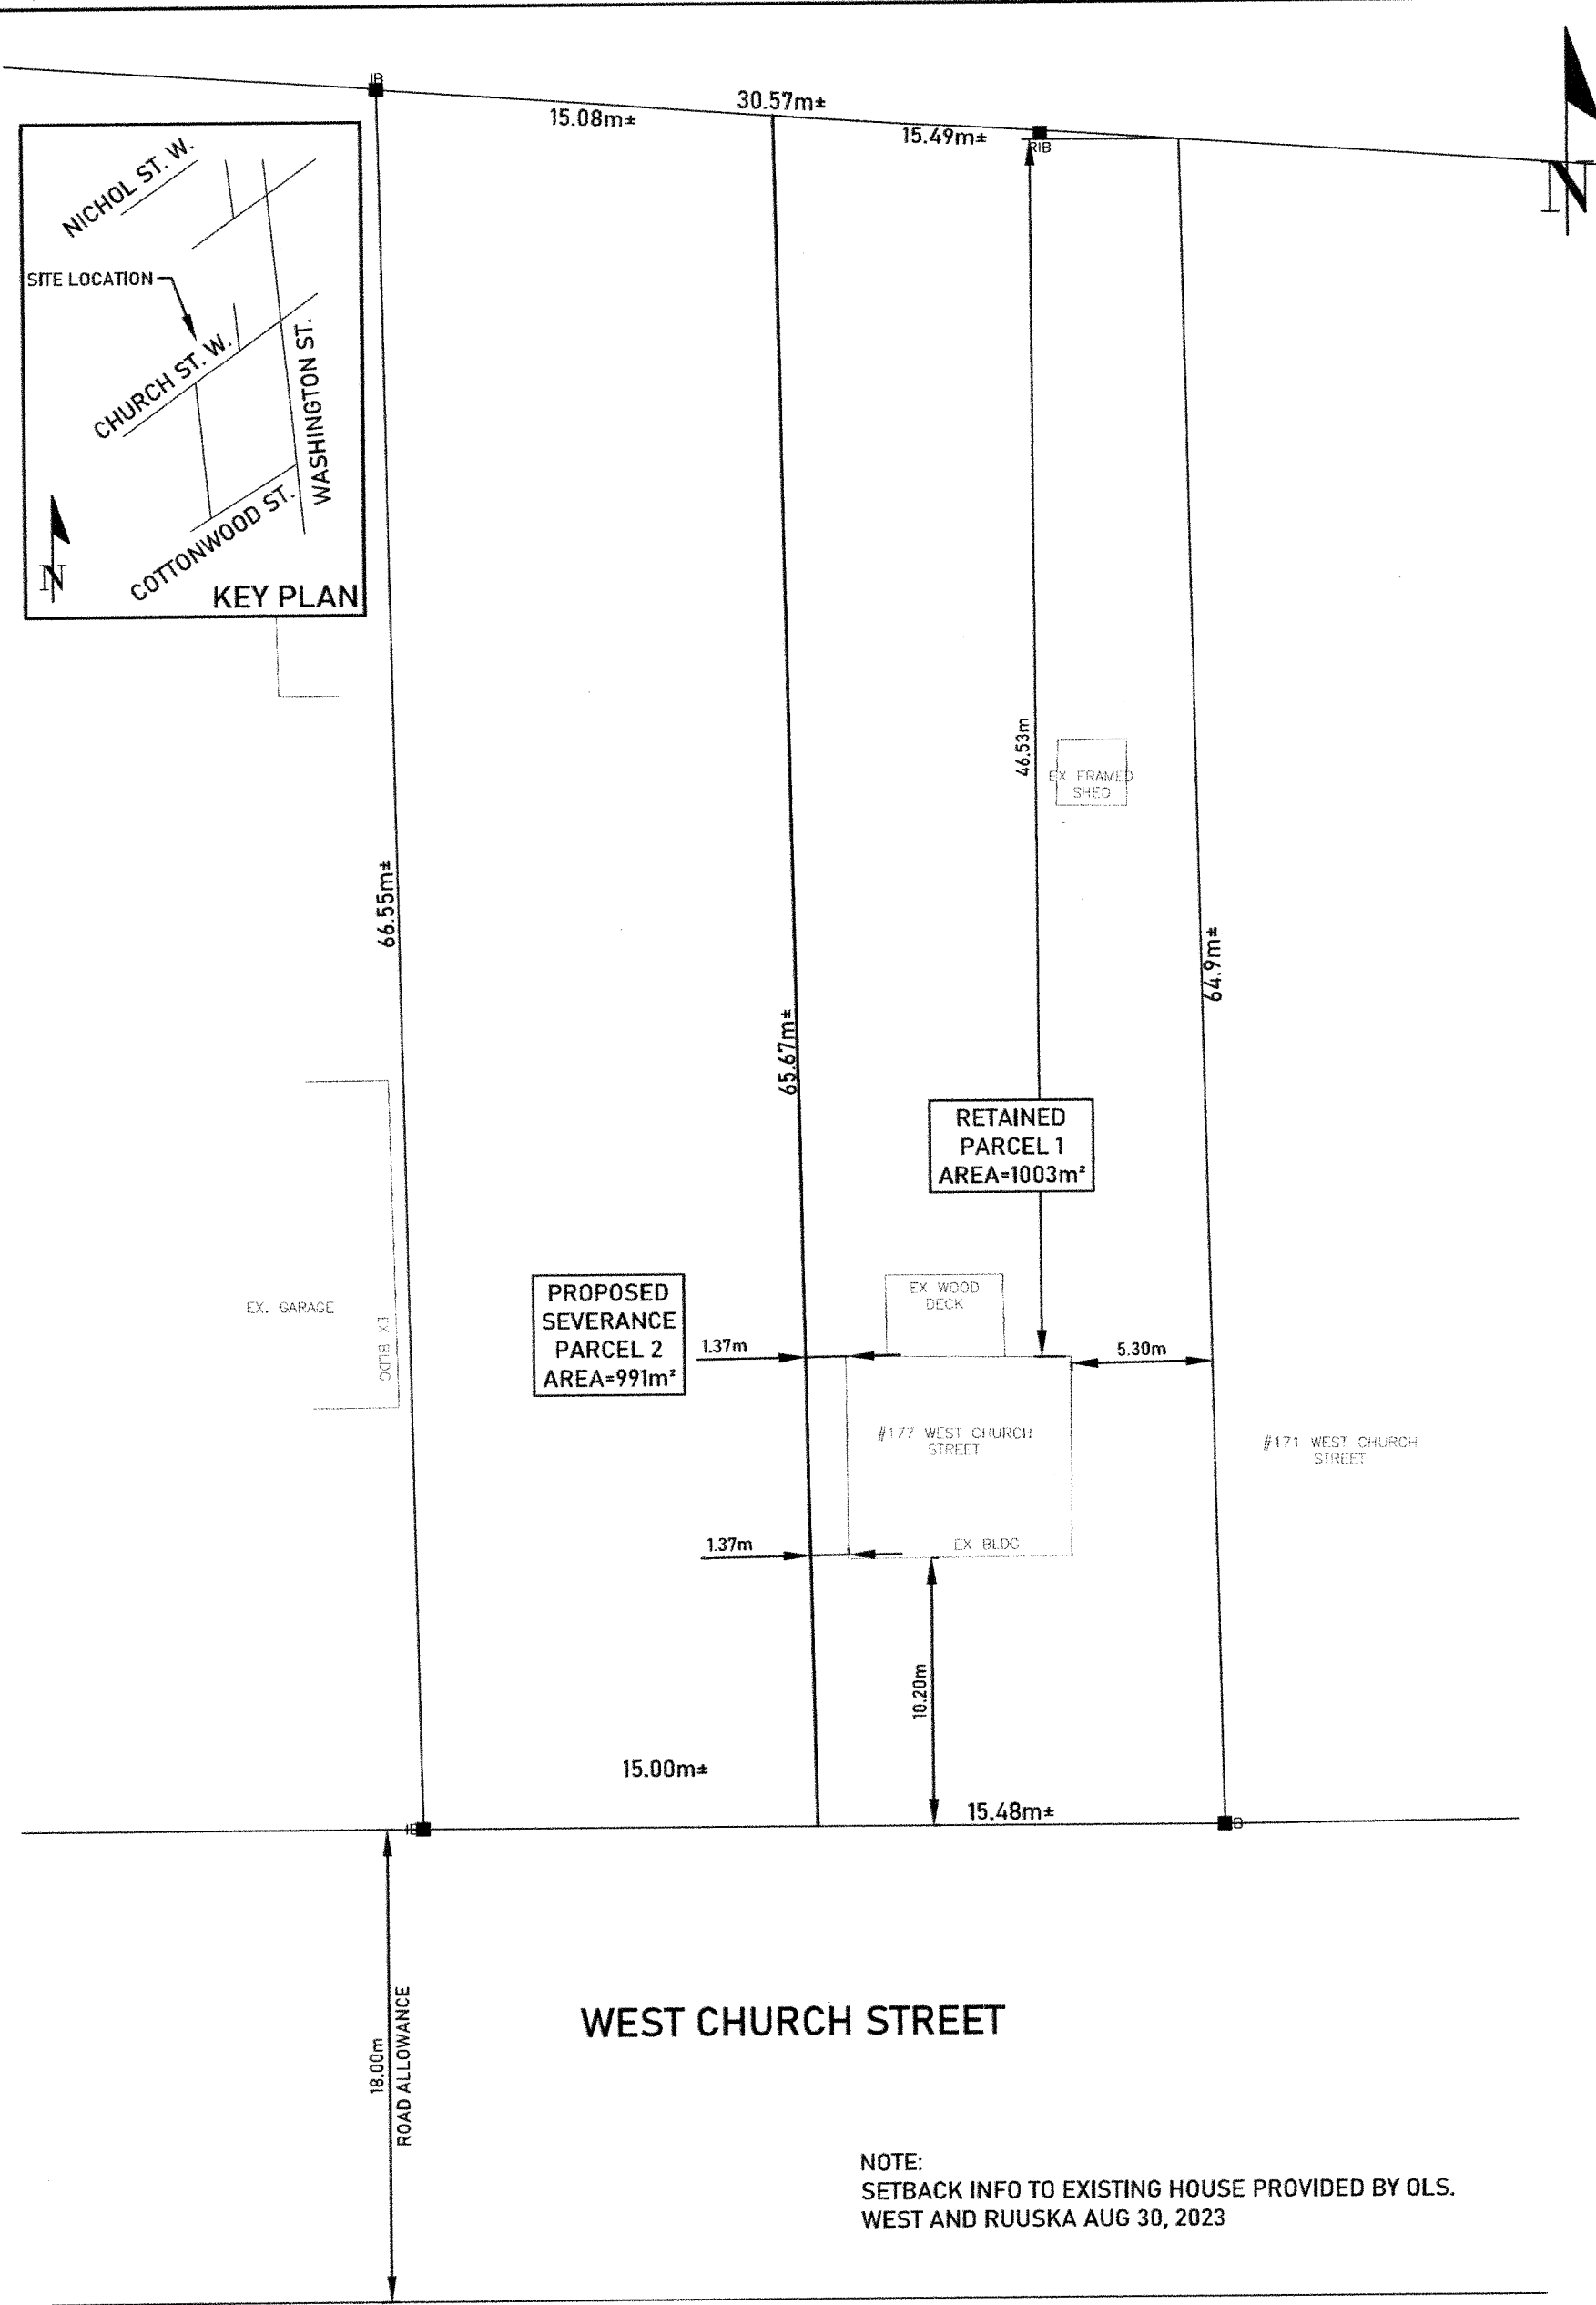 IB
30.57m±
15.08m±
15.49m±
RIB
N
NICHOL ST. W.
SITE LOCATION
CHURCH ST. W.
WASHINGTON ST.
COTTONWOOD ST.
N
KEY PLAN
46.53m
EX FRAMED
SHED
66.55m±
64.9m±
65.67m±
RETAINED
PARCEL 1
AREA=1003m²
PROPOSED
SEVERANCE
PARCEL 2
AREA=991m²
EX. GARAGE
EX BLDG
EX WOOD
DECK
1.37m
5.30m
#177 WEST CHURCH
STREET
#171 WEST CHURCH
STREET
1.37m
EX BLDG
10.20m
15.00m±
15.48m±
18.00m
ROAD ALLOWANCE
WEST CHURCH STREET
NOTE:
SETBACK INFO TO EXISTING HOUSE PROVIDED BY OLS.
WEST AND RUUSKA AUG 30, 2023